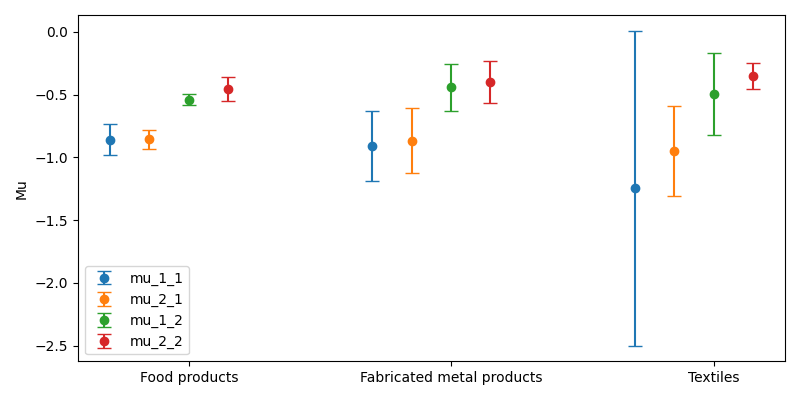 0.0
−0.5
−1.0
−1.5
−2.0
−2.5
Mu
mu_1_1
mu_2_1
mu_1_2
mu_2_2
Food products
Fabricated metal products
Textiles